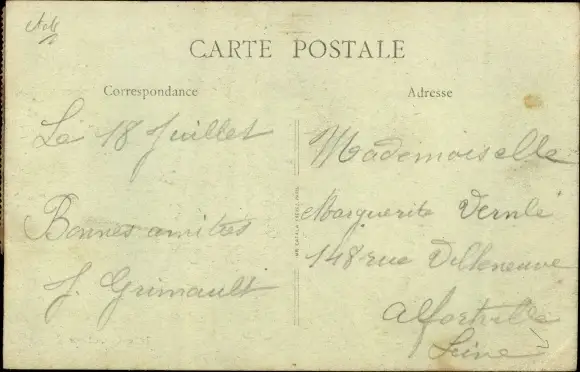 CARTE POSTALE
Correspondance
Adresse
Le 18 Juillet
Bonnes amitiés
J. Grimault
Mademoiselle
Marguerite Vernle
148 rue Villeneuve
Alfortville
Seine